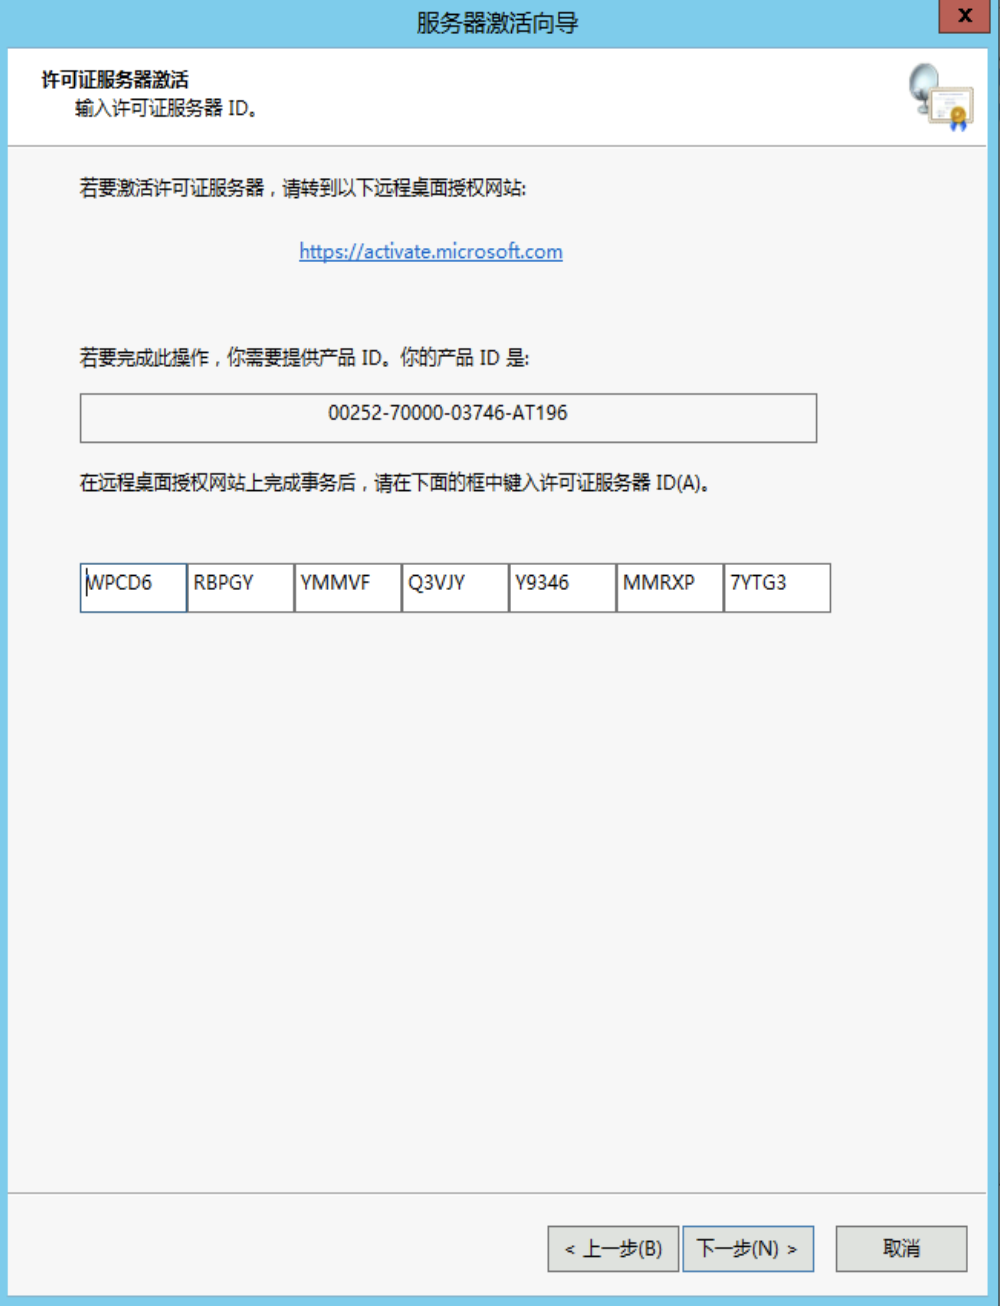 服务器激活向导
x
许可证服务器激活
输入许可证服务器 ID。
若要激活许可证服务器，请转到以下远程桌面授权网站:
https://activate.microsoft.com
若要完成此操作，你需要提供产品 ID。你的产品 ID 是:
00252-70000-03746-AT196
在远程桌面授权网站上完成事务后，请在下面的框中键入许可证服务器 ID(A)。
WPCD6 RBPGY YMMVF Q3VJY Y9346 MMRXP 7YTG3
< 上一步(B) 下一步(N) > 取消